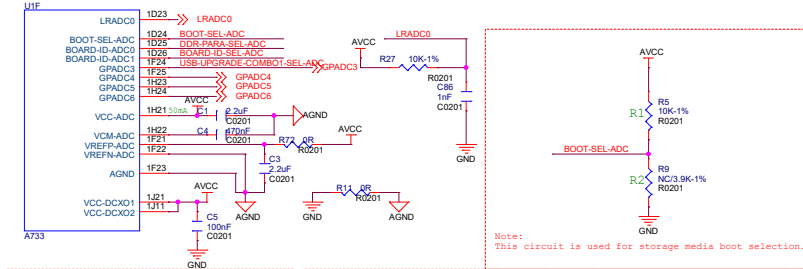 U1F
LRADC0
1D23
BOOT-SEL-ADC
1D24
BOOT-SEL-ADC
BOARD-ID-ADC0
1D25
DDR-PARA-SEL-ADC
BOARD-ID-ADC1
1D26
BOARD-ID-SEL-ADC
GPADC3
1F24
USB-UPGRADE-COMBO1-SEL-ADC
GPADC3
GPADC4
1F25
GPADC4
GPADC5
1H23
GPADC5
GPADC6
1G24
GPADC6
VCC-ADC
1H21
50mA
AVCC
C1
2.2uF
C0201
AGND
VCM-ADC
1H22
C4
470nF
C0201
VREFP-ADC
1F21
R72
0R
R0201
AVCC
VREFN-ADC
1F22
C3
2.2uF
C0201
AGND
1F23
AGND
VCC-DCXO1
1J21
AVCC
VCC-DCXO2
1J11
C5
100nF
C0201
GND
A733
LRADC0
AVCC
R27
10K-1%
R0201
C86
1nF
C0201
GND
R11
0R
R0201
GND
AGND
AVCC
R1
R5
10K-1%
R0201
BOOT-SEL-ADC
R2
R9
NC/3.9K-1%
R0201
GND
Note:
This circuit is used for storage media boot selection.